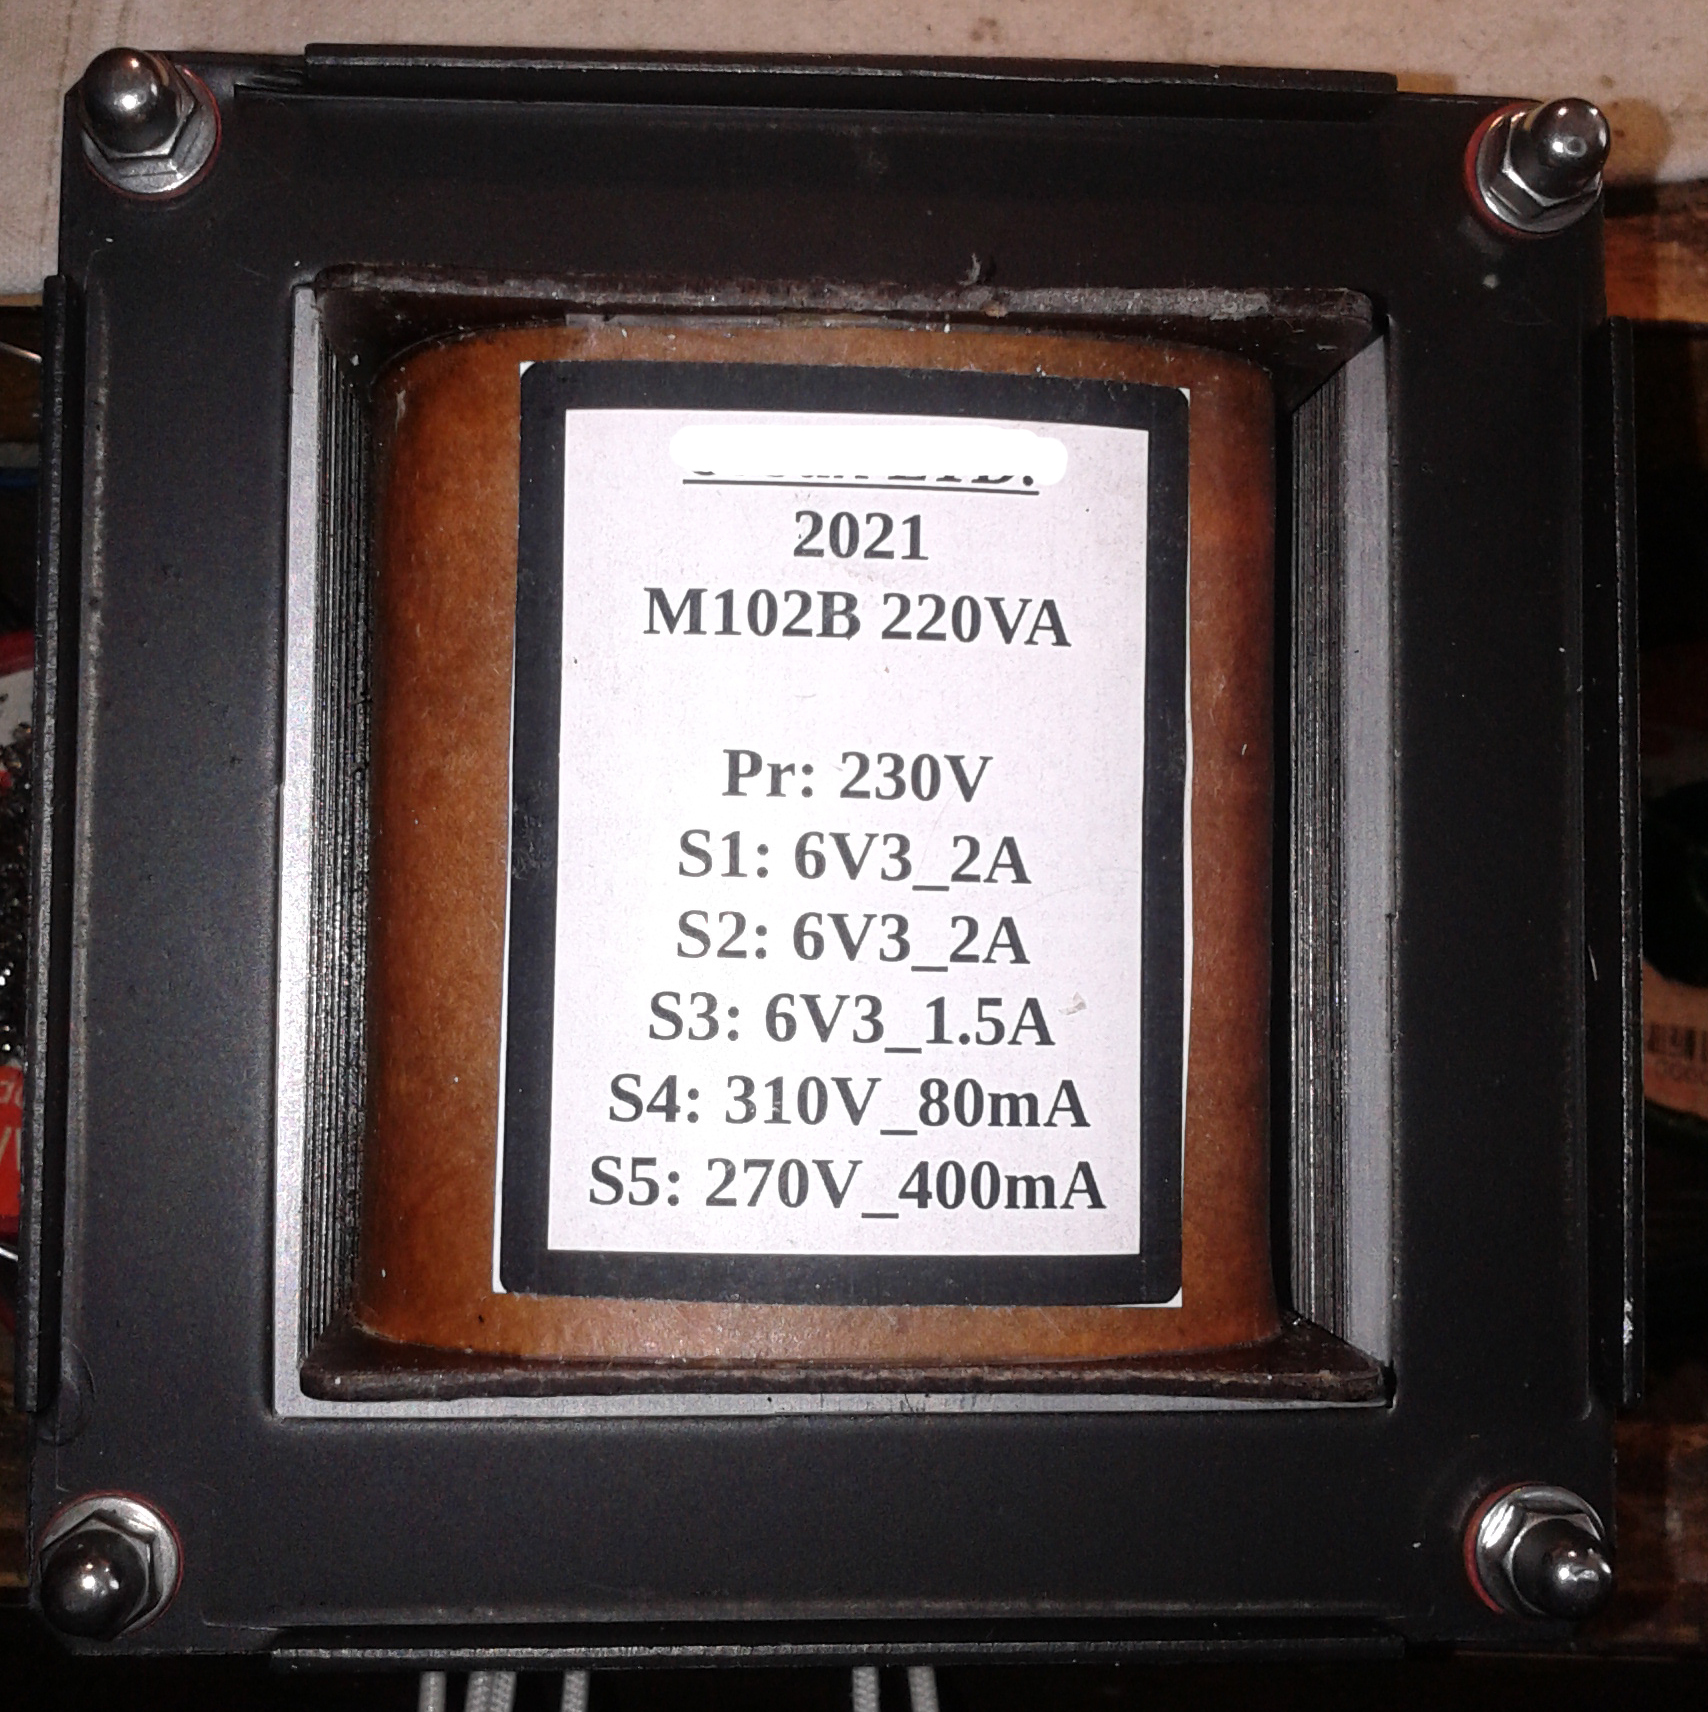 2021
M102B 220VA
Pr: 230V
S1: 6V3_2A
S2: 6V3_2A
S3: 6V3_1.5A
S4: 310V_80mA
S5: 270V_400mA